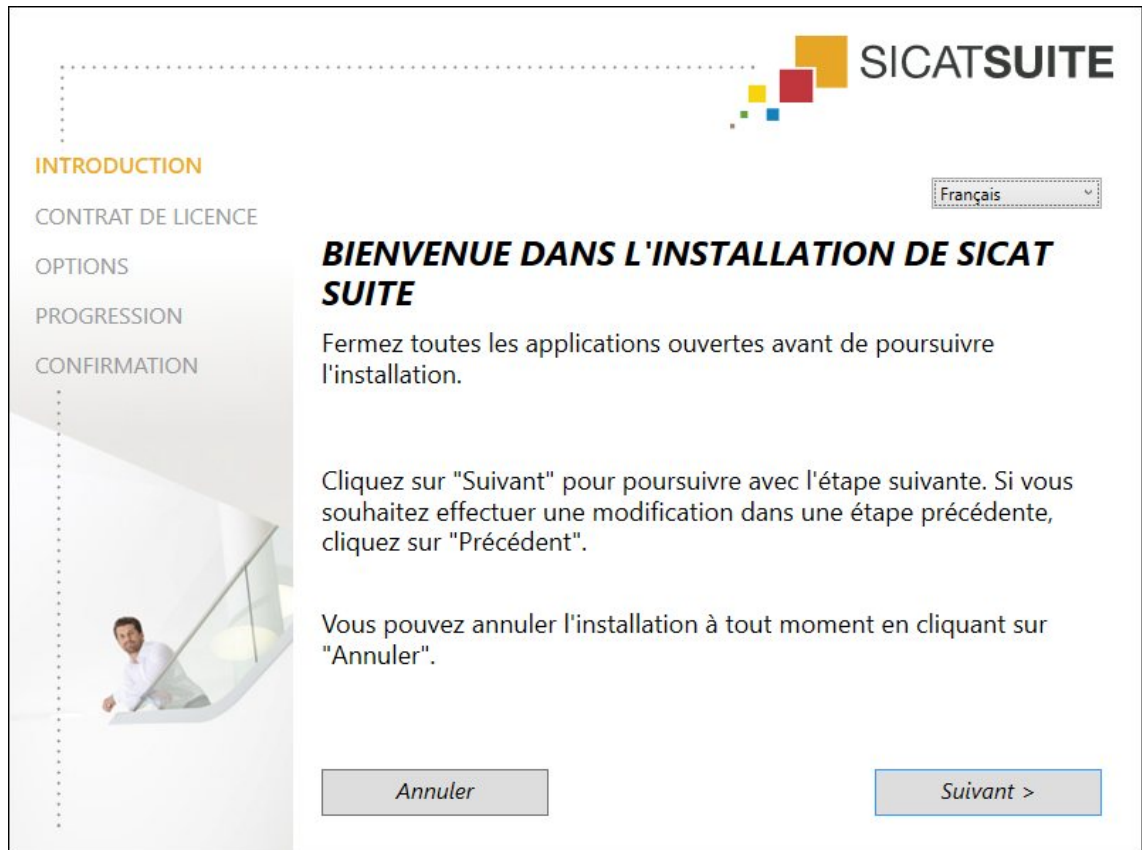 SICATSUITE
INTRODUCTION
CONTRAT DE LICENCE
OPTIONS
PROGRESSION
CONFIRMATION
Français
BIENVENUE DANS L'INSTALLATION DE SICAT
SUITE
Fermez toutes les applications ouvertes avant de poursuivre
l'installation.
Cliquez sur "Suivant" pour poursuivre avec l'étape suivante. Si vous
souhaitez effectuer une modification dans une étape précédente,
cliquez sur "Précédent".
Vous pouvez annuler l'installation à tout moment en cliquant sur
"Annuler".
Annuler
Suivant >